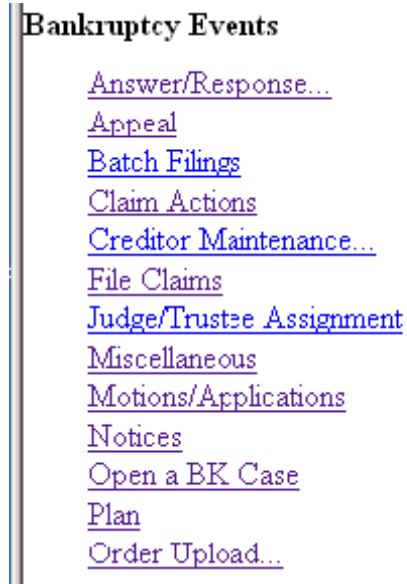 Bankruptcy Events
Answer/Response...
Appeal
Batch Filings
Claim Actions
Creditor Maintenance...
File Claims
Judge/Trustee Assignment
Miscellaneous
Motions/Applications
Notices
Open a BK Case
Plan
Order Upload...